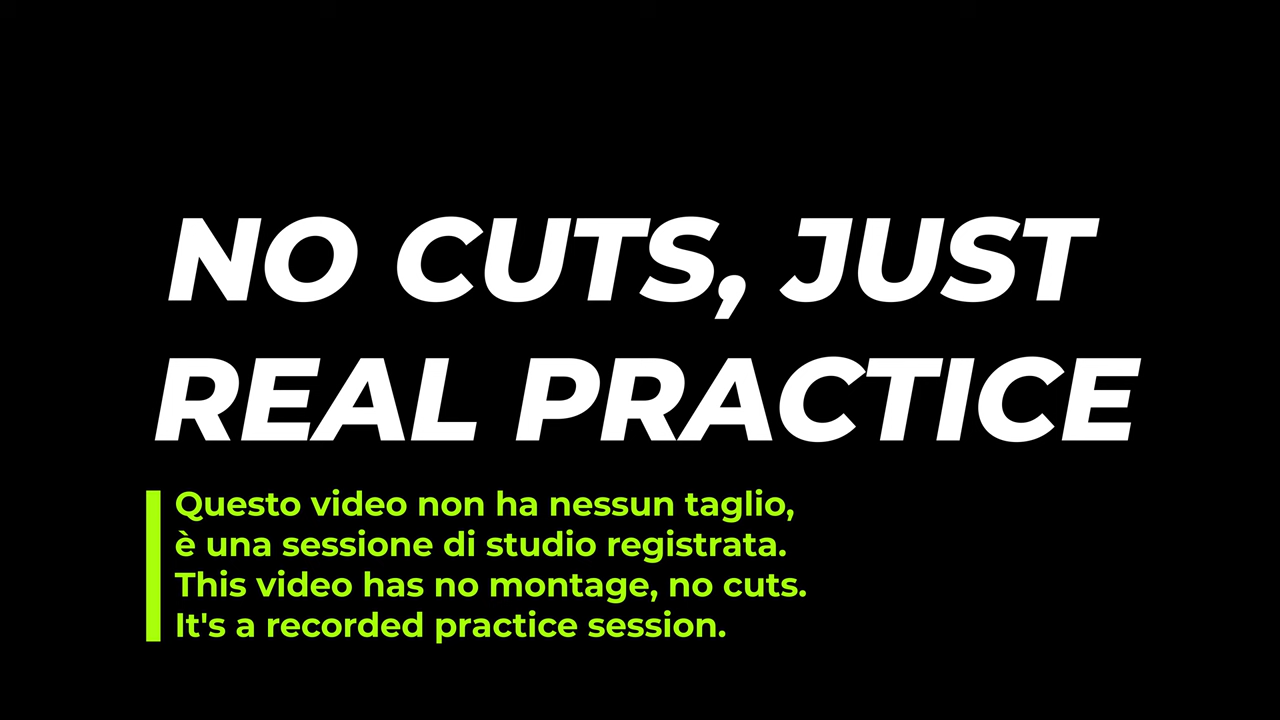 NO CUTS, JUST
REAL PRACTICE
Questo video non ha nessun taglio,
è una sessione di studio registrata.
This video has no montage, no cuts.
It's a recorded practice session.